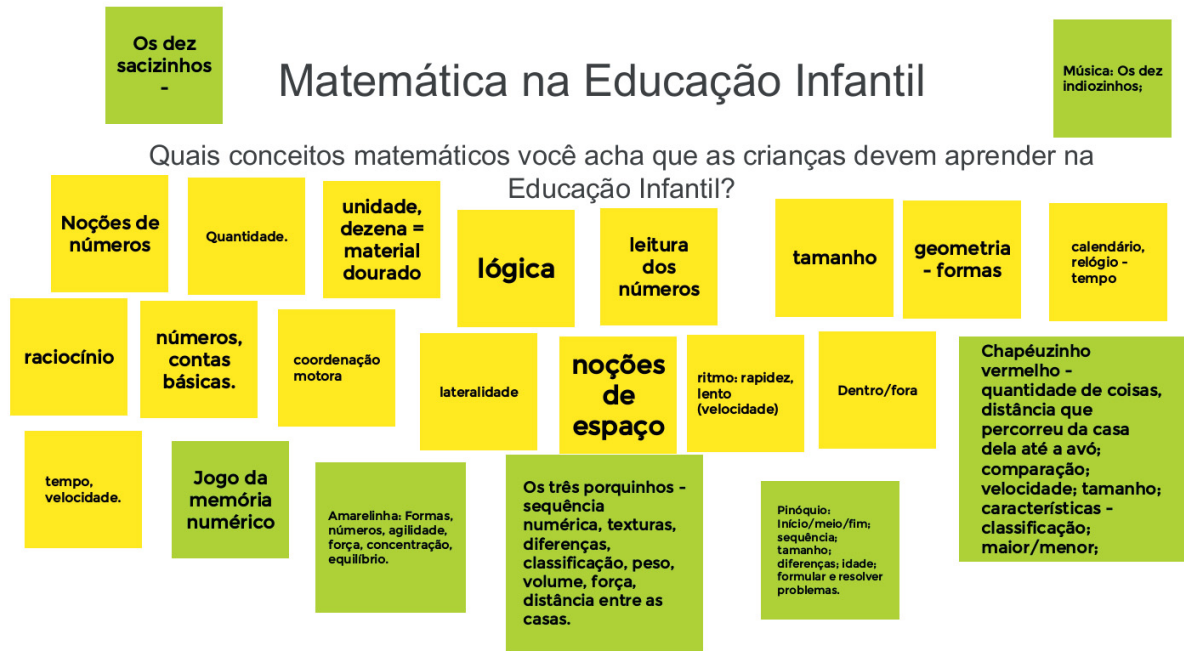 Os dez
sacizinhos
-
Matemática na Educação Infantil
Música: Os dez
indiozinhos;
Quais conceitos matemáticos você acha que as crianças devem aprender na
Educação Infantil?
Noções de
números
Quantidade.
unidade,
dezena =
material
dourado
lógica
leitura
dos
números
tamanho
geometria
- formas
calendário,
relógio -
tempo
raciocínio
números,
contas
básicas.
coordenação
motora
lateralidade
noções
de
espaço
ritmo: rapidez,
lento
(velocidade)
Dentro/fora
Chapéuzinho
vermelho -
quantidade de coisas,
distância que
percorreu da casa
dela até a avó;
comparação;
velocidade; tamanho;
características -
classificação;
maior/menor;
tempo,
velocidade.
Jogo da
memória
numérico
Amarelinha: Formas,
números, agilidade,
força, concentração,
equilíbrio.
Os três porquinhos -
sequência
numérica, texturas,
diferenças,
classificação, peso,
volume, força,
distância entre as
casas.
Pinóquio:
Início/meio/fim;
sequência;
tamanho;
diferenças; idade;
formular e resolver
problemas.